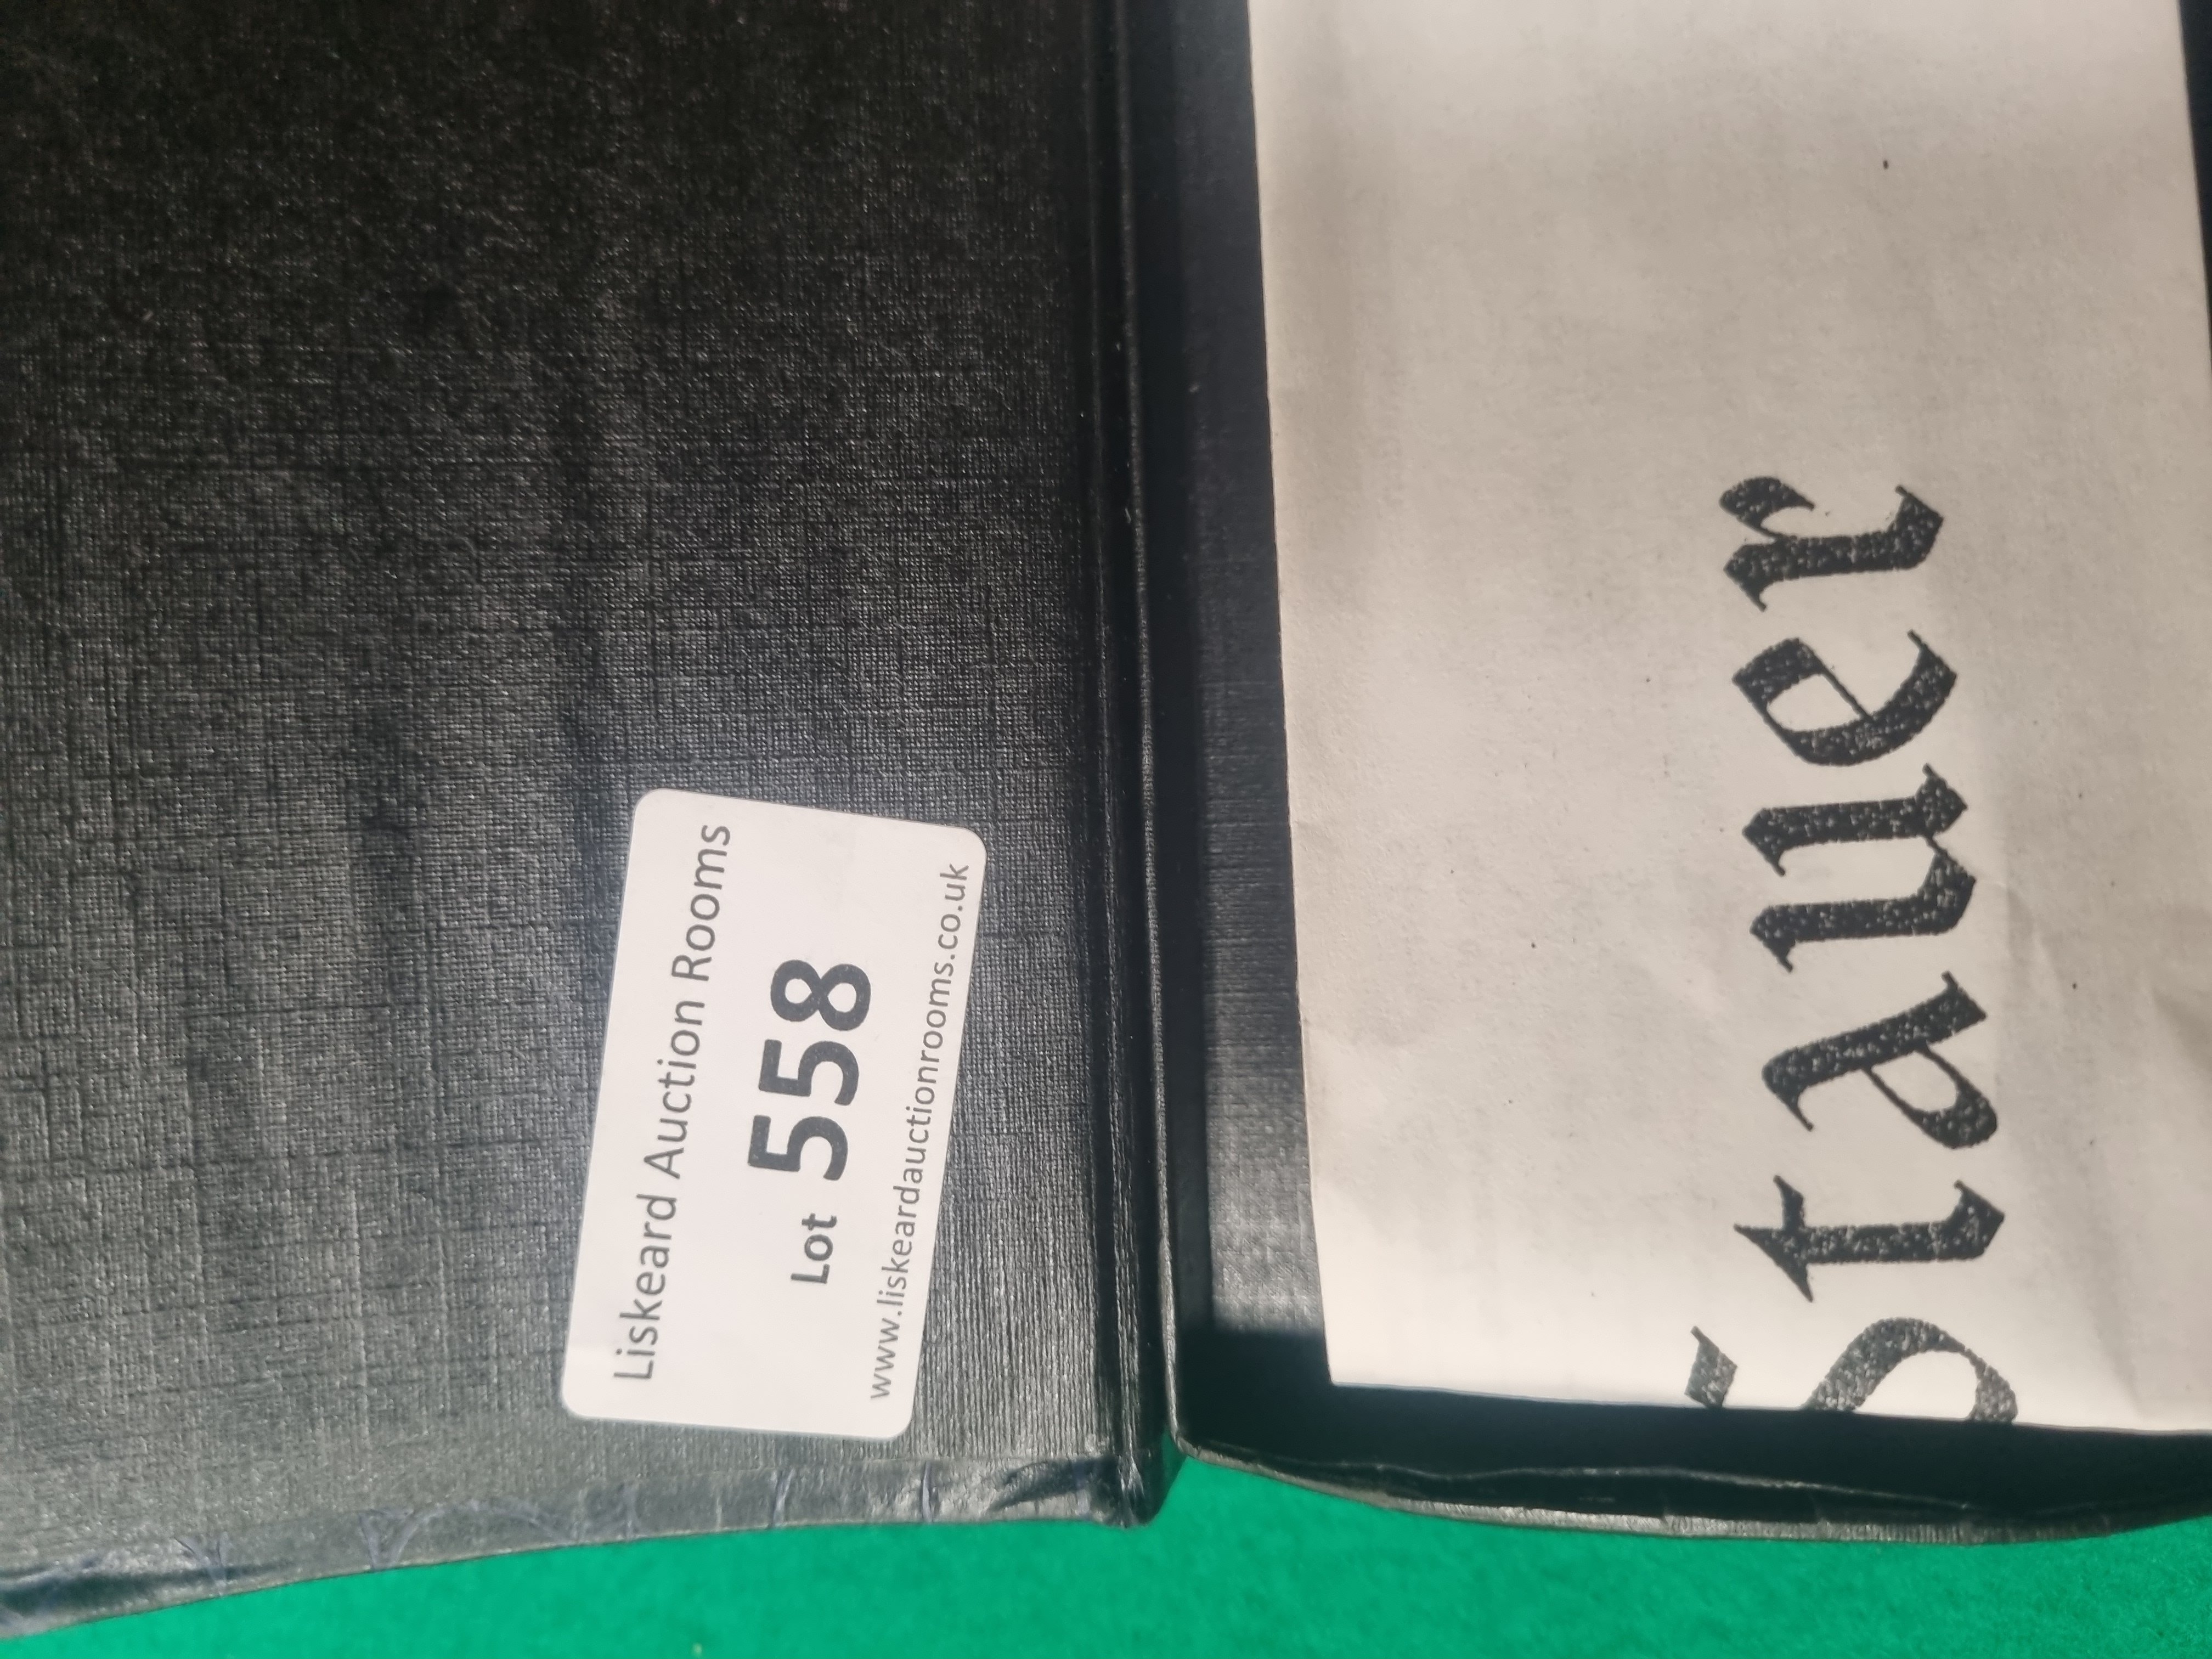 Liskeard Auction Rooms
Lot 558
www.liskeardauctionrooms.co.uk
Stauer